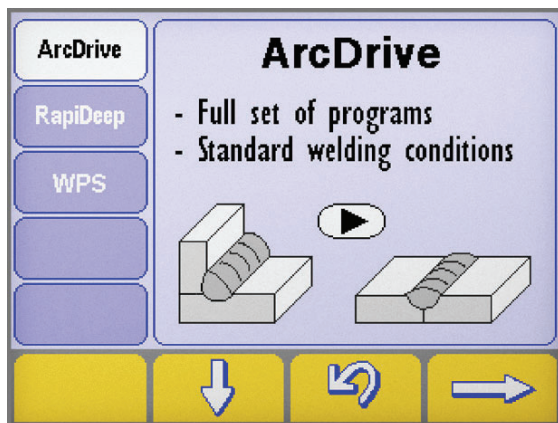 ArcDrive
RapiDeep
WPS
ArcDrive
- Full set of programs
- Standard welding conditions